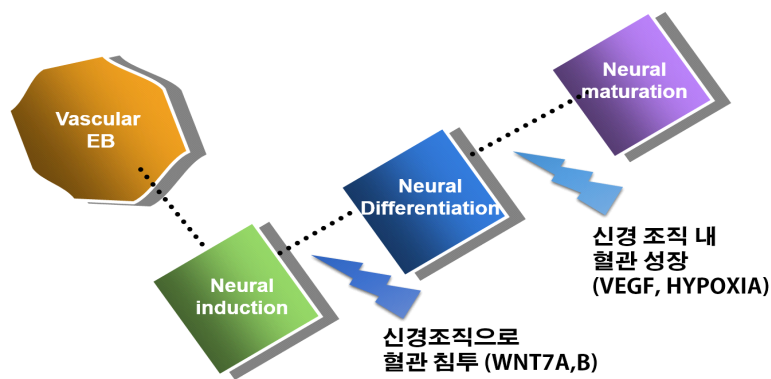 Vascular
EB
Neural
induction
Neural
Differentiation
Neural
maturation
신경조직으로
혈관 침투 (WNT7A,B)
신경 조직 내
혈관 성장
(VEGF, HYPOXIA)